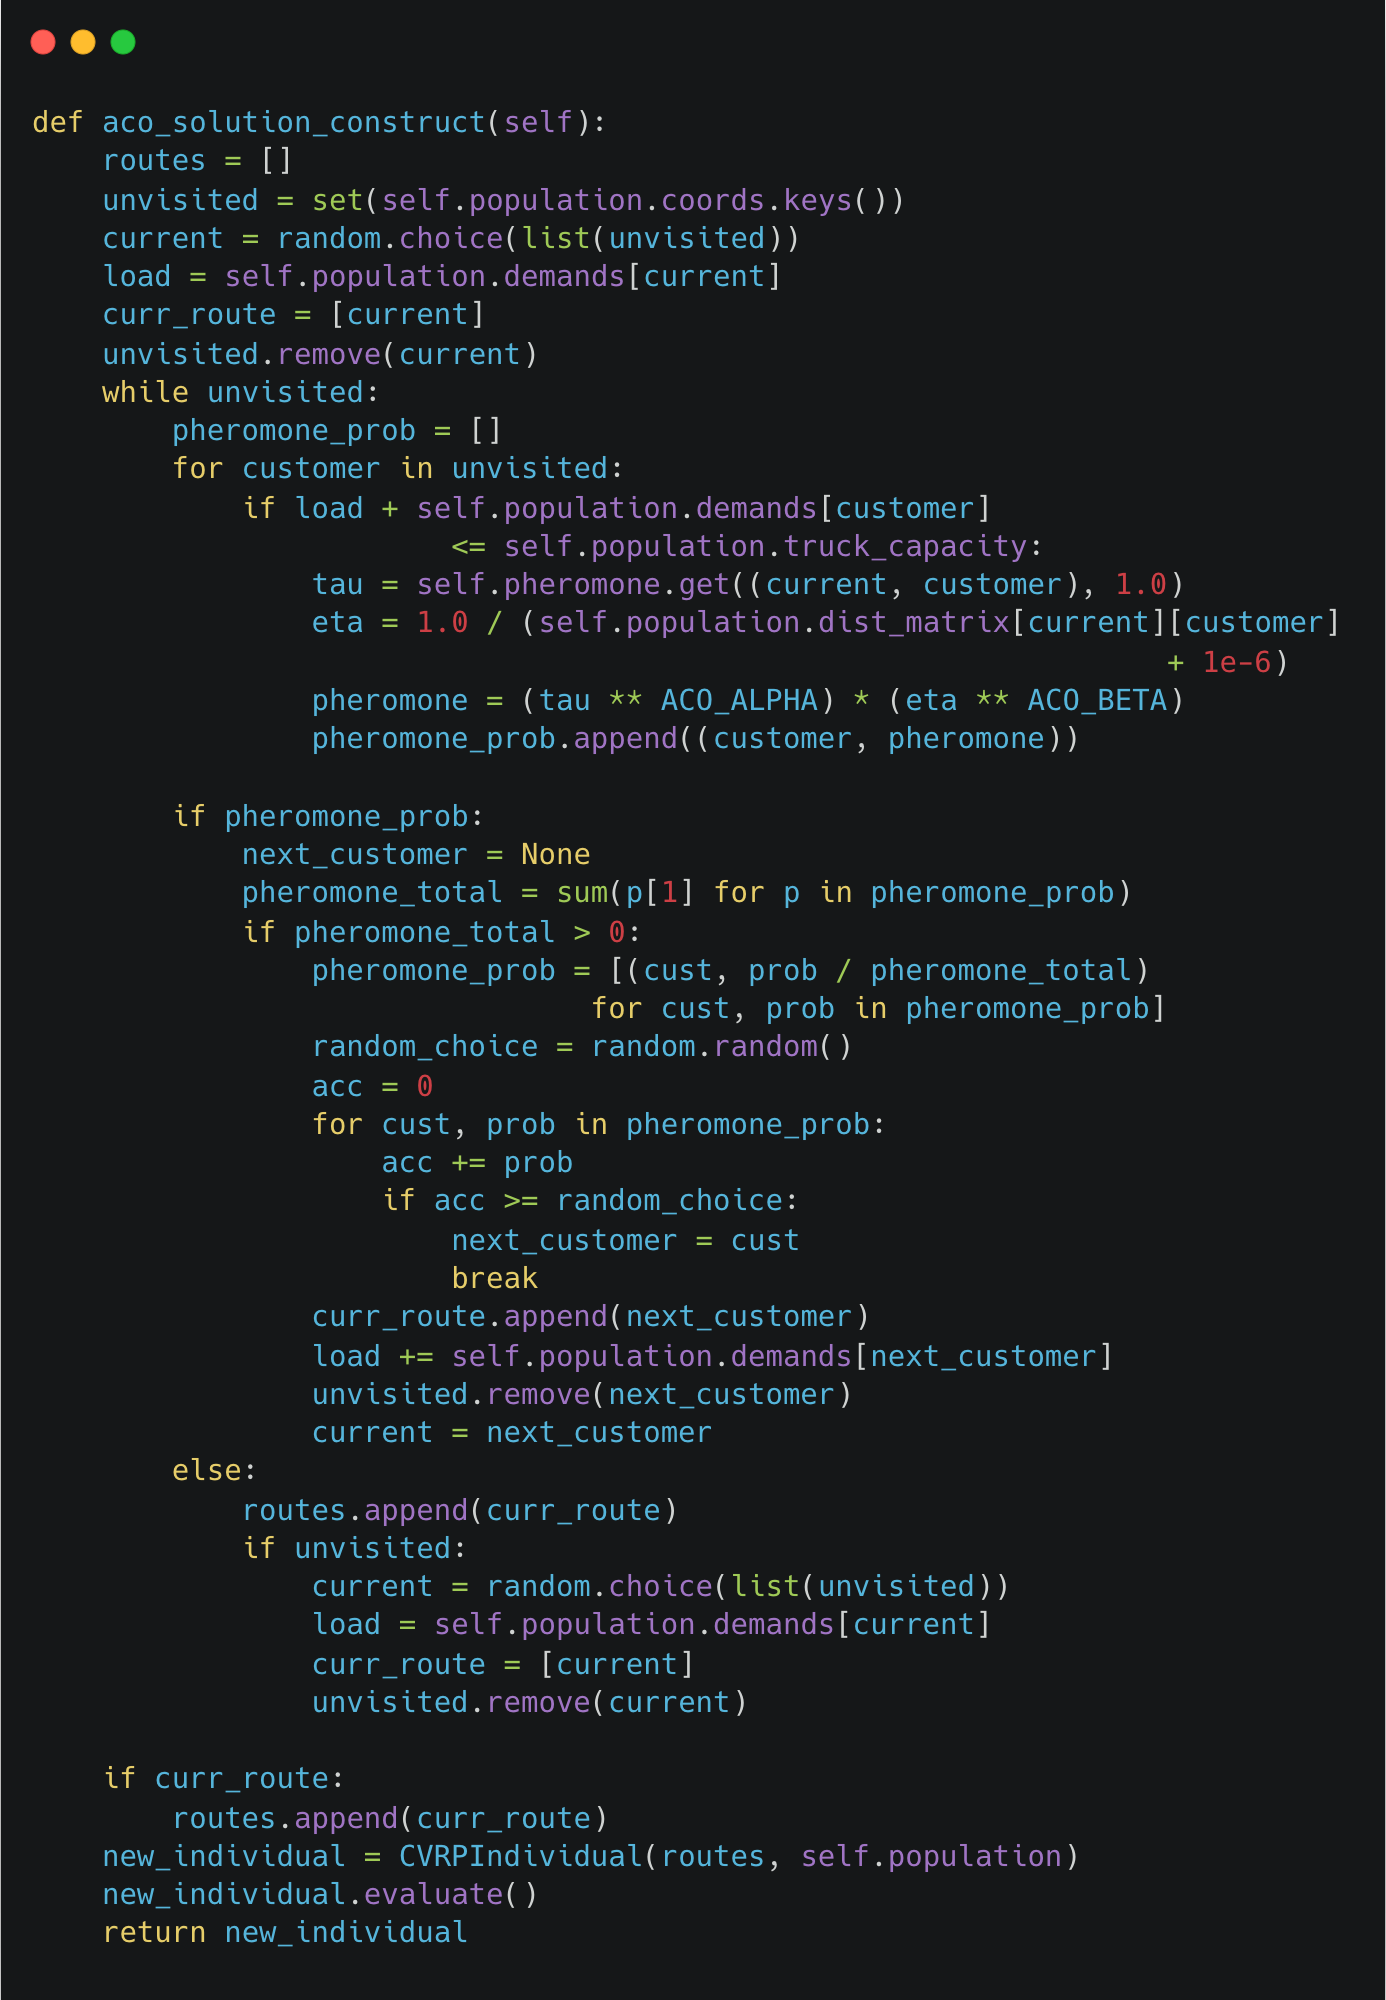 def aco_solution_construct(self):
    routes = []
    unvisited = set(self.population.coords.keys())
    current = random.choice(list(unvisited))
    load = self.population.demands[current]
    curr_route = [current]
    unvisited.remove(current)
    while unvisited:
        pheromone_prob = []
        for customer in unvisited:
            if load + self.population.demands[customer]
                        <= self.population.truck_capacity:
                tau = self.pheromone.get((current, customer), 1.0)
                eta = 1.0 / (self.population.dist_matrix[current][customer]
                                                                 + 1e-6)
                pheromone = (tau ** ACO_ALPHA) * (eta ** ACO_BETA)
                pheromone_prob.append((customer, pheromone))

        if pheromone_prob:
            next_customer = None
            pheromone_total = sum(p[1] for p in pheromone_prob)
            if pheromone_total > 0:
                pheromone_prob = [(cust, prob / pheromone_total)
                                for cust, prob in pheromone_prob]
                random_choice = random.random()
                acc = 0
                for cust, prob in pheromone_prob:
                    acc += prob
                    if acc >= random_choice:
                        next_customer = cust
                        break
                curr_route.append(next_customer)
                load += self.population.demands[next_customer]
                unvisited.remove(next_customer)
                current = next_customer
        else:
            routes.append(curr_route)
            if unvisited:
                current = random.choice(list(unvisited))
                load = self.population.demands[current]
                curr_route = [current]
                unvisited.remove(current)

    if curr_route:
        routes.append(curr_route)
    new_individual = CVRPIndividual(routes, self.population)
    new_individual.evaluate()
    return new_individual